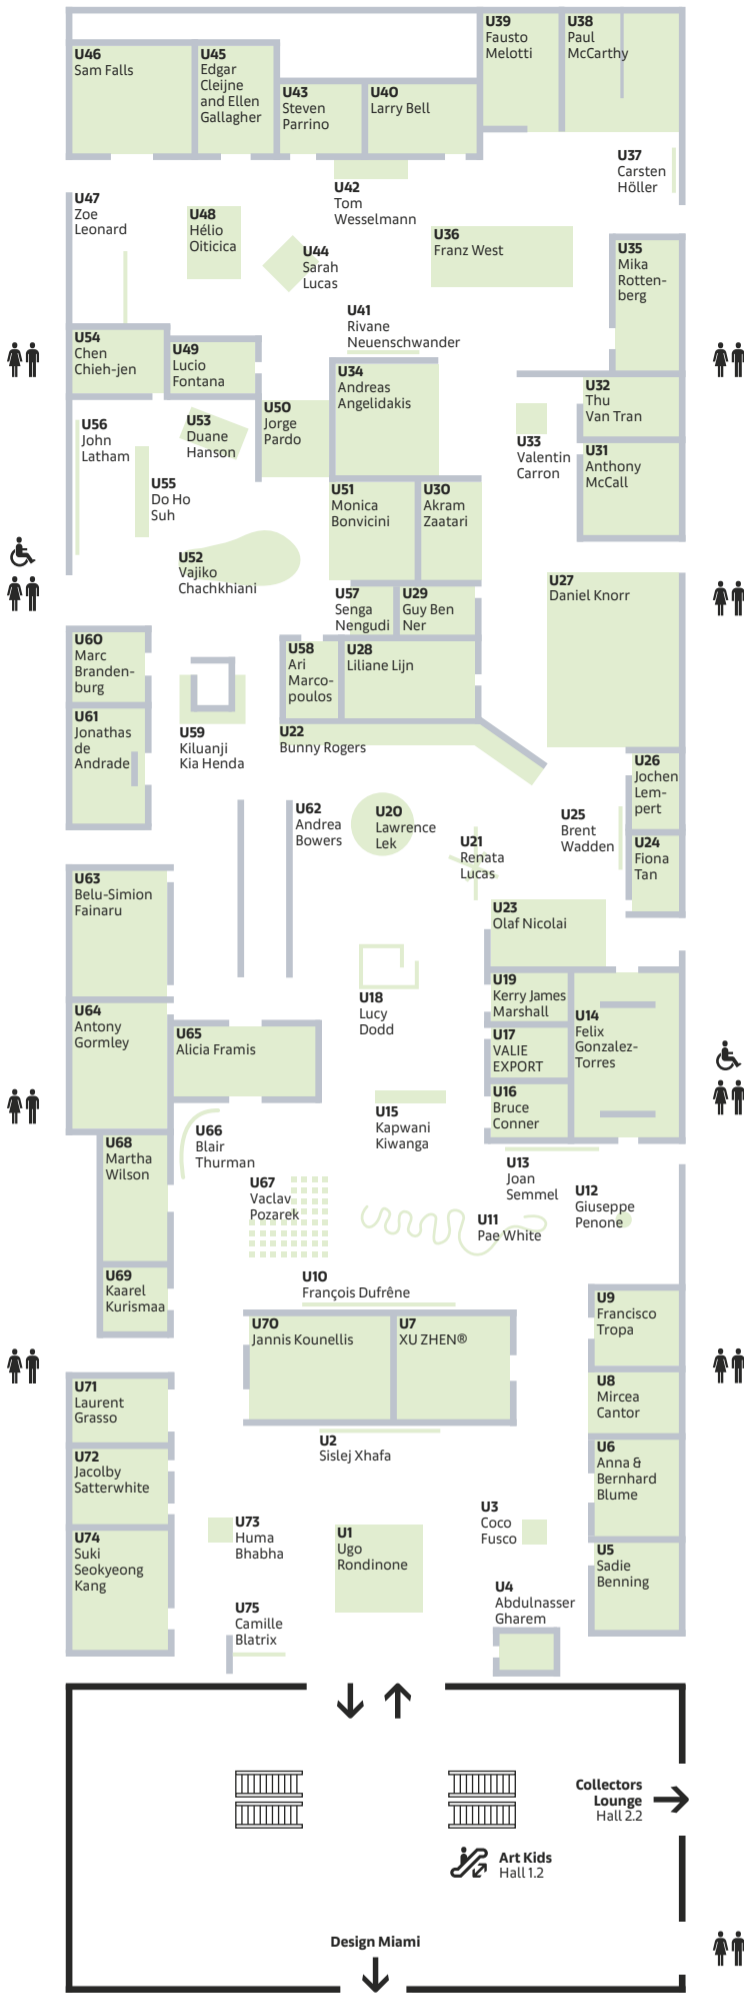 U39
Fausto
Melotti
U38
Paul
McCarthy
U46
Sam Falls
U45
Edgar
Cleijne
and Ellen
Gallagher
U43
Steven
Parrino
U40
Larry Bell
U37
Carsten
Höller
U42
Tom
Wesselmann
U47
Zoe
Leonard
U48
Hélio
Oiticica
U44
Sarah
Lucas
U36
Franz West
U35
Mika
Rotten-
berg
U41
Rivane
Neuenschwander
U54
Chen
Chieh-jen
U49
Lucio
Fontana
U34
Andreas
Angelidakis
U32
Thu
Van Tran
U50
Jorge
Pardo
U53
Duane
Hanson
U56
John
Latham
U33
Valentin
Carron
U31
Anthony
McCall
U55
Do Ho
Suh
U51
Monica
Bonvicini
U30
Akram
Zaatari
U52
Vajiko
Chachkhiani
U27
Daniel Knorr
U57
Senga
Nengudi
U29
Guy Ben
Ner
U60
Marc
Branden-
burg
U58
Ari
Marco-
poulos
U28
Liliane Lijn
U61
Jonathas
de
Andrade
U59
Kiluanji
Kia Henda
U22
Bunny Rogers
U26
Jochen
Lem-
pert
U62
Andrea
Bowers
U20
Lawrence
Lek
U25
Brent
Wadden
U21
Renata
Lucas
U24
Fiona
Tan
U63
Belu-Simion
Fainaru
U23
Olaf Nicolai
U19
Kerry James
Marshall
U18
Lucy
Dodd
U64
Antony
Gormley
U14
Felix
Gonzalez-
Torres
U65
Alicia Framis
U17
VALIE
EXPORT
U16
Bruce
Conner
U15
Kapwani
Kiwanga
U66
Blair
Thurman
U68
Martha
Wilson
U13
Joan
Semmel
U67
Vaclav
Pozarek
U12
Giuseppe
Penone
U11
Pae White
U69
Kaarel
Kurismaa
U10
François Dufrêne
U9
Francisco
Tropa
U70
Jannis Kounellis
U7
XU ZHEN®
U71
Laurent
Grasso
U8
Mircea
Cantor
U2
Sislej Xhafa
U6
Anna &
Bernhard
Blume
U72
Jacolby
Satterwhite
U73
Huma
Bhabha
U3
Coco
Fusco
U1
Ugo
Rondinone
U74
Suki
Seokyeong
Kang
U5
Sadie
Benning
U4
Abdulnasser
Gharem
U75
Camille
Blatrix
Collectors
Lounge
Hall 2.2
Art Kids
Hall 1.2
Design Miami